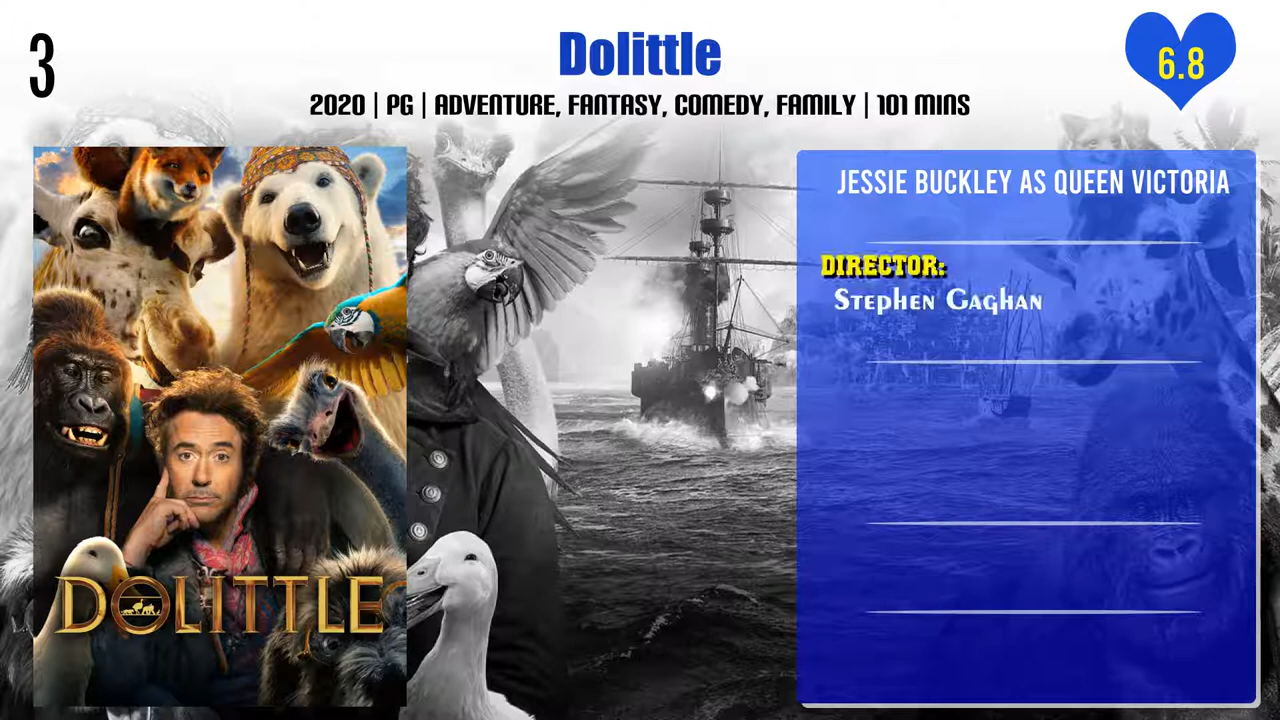 3
Dolittle
6.8
2020 | PG | ADVENTURE, FANTASY, COMEDY, FAMILY | 101 MINS
JESSIE BUCKLEY AS QUEEN VICTORIA
DIRECTOR:
Stephen Gaghan
DOLITTLE